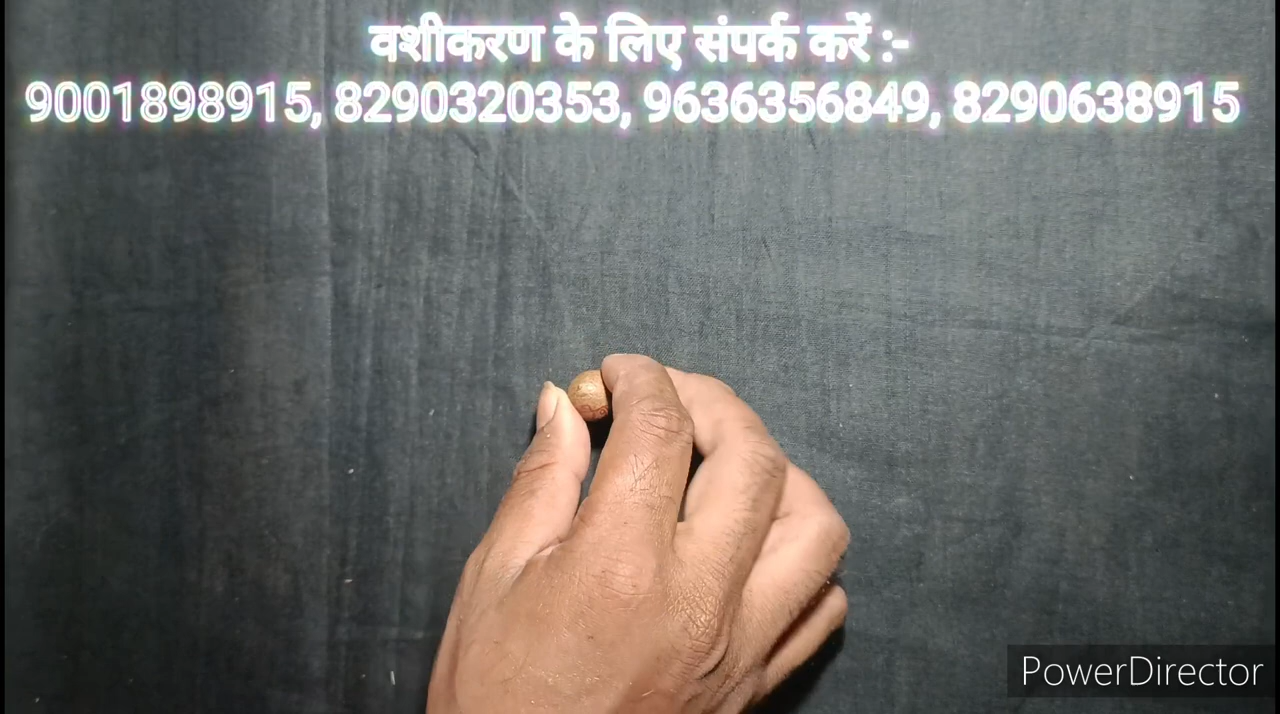 वशीकरण के लिए संपर्क करें :-
9001898915, 8290320353, 9636356849, 8290638915
PowerDirector